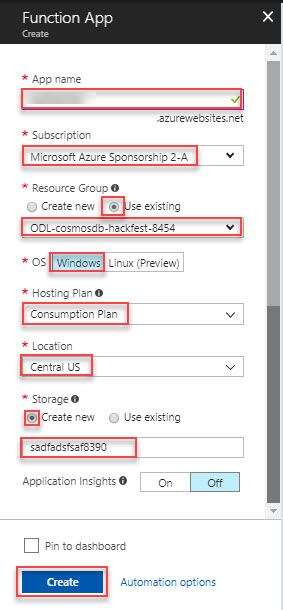 Function App
Create
* App name
.azurewebsites.net
* Subscription
Microsoft Azure Sponsorship 2-A
* Resource Group
Create new Use existing
ODL-cosmosdb-hackfest-8454
* OS Windows Linux (Preview)
* Hosting Plan
Consumption Plan
* Location
Central US
* Storage
Create new Use existing
sadfadsfsaf8390
Application Insights On Off
Pin to dashboard
Create Automation options